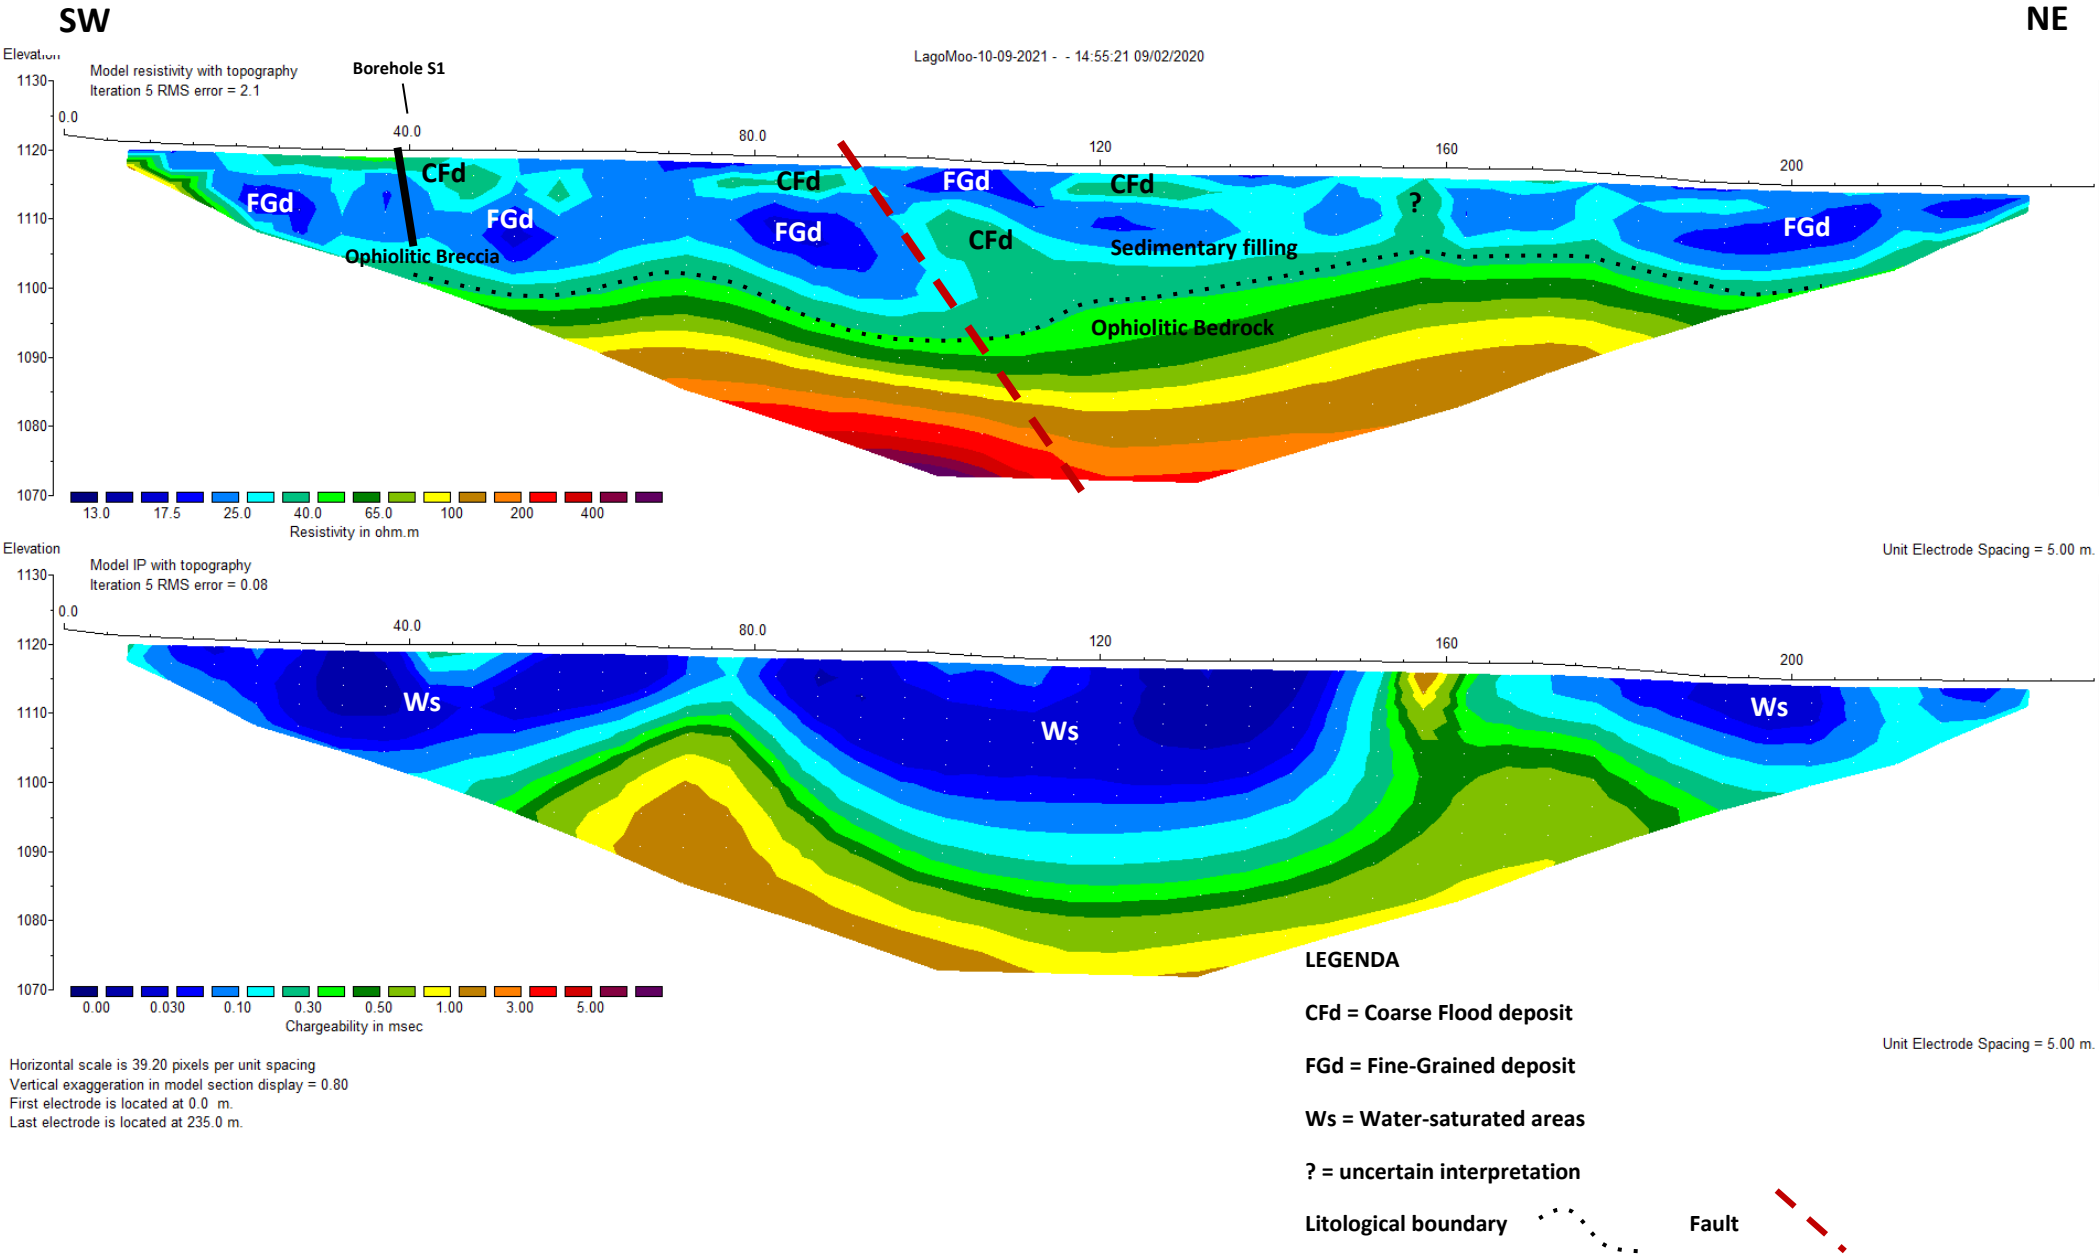 SW
NE
Elevation
LagoMoo-10-09-2021 - - 14:55:21 09/02/2020
Model resistivity with topography
Iteration 5 RMS error = 2.1
Borehole S1
1130
1120
1110
1100
1090
1080
1070
0.0
40.0
80.0
120
160
200
CFd
CFd
FGd
CFd
FGd
FGd
FGd
CFd
?
FGd
Sedimentary filling
Ophiolitic Breccia
Ophiolitic Bedrock
13.0 17.5 25.0 40.0 65.0 100 200 400
Resistivity in ohm.m
Unit Electrode Spacing = 5.00 m.
Elevation
Model IP with topography
Iteration 5 RMS error = 0.08
1130
1120
1110
1100
1090
1080
1070
0.0
40.0
80.0
120
160
200
Ws
Ws
Ws
0.00 0.030 0.10 0.30 0.50 1.00 3.00 5.00
Chargeability in msec
Unit Electrode Spacing = 5.00 m.
Horizontal scale is 39.20 pixels per unit spacing
Vertical exaggeration in model section display = 0.80
First electrode is located at 0.0 m.
Last electrode is located at 235.0 m.
LEGENDA
CFd = Coarse Flood deposit
FGd = Fine-Grained deposit
Ws = Water-saturated areas
? = uncertain interpretation
Litological boundary
Fault